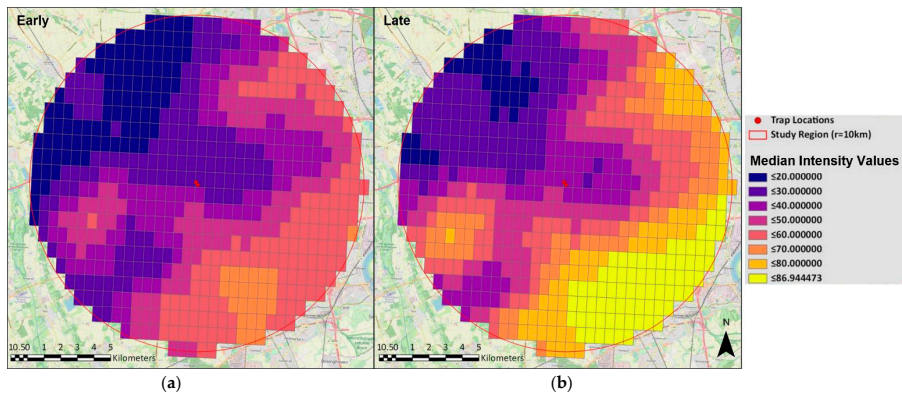 Early
Late
Trap Locations
Study Region (r=10km)
Median Intensity Values
≤20.000000
≤30.000000
≤40.000000
≤50.000000
≤60.000000
≤70.000000
≤80.000000
≤86.944473
N
10.50 1 2 3 4 5
Kilometers
10.50 1 2 3 4 5
Kilometers
(a)
(b)